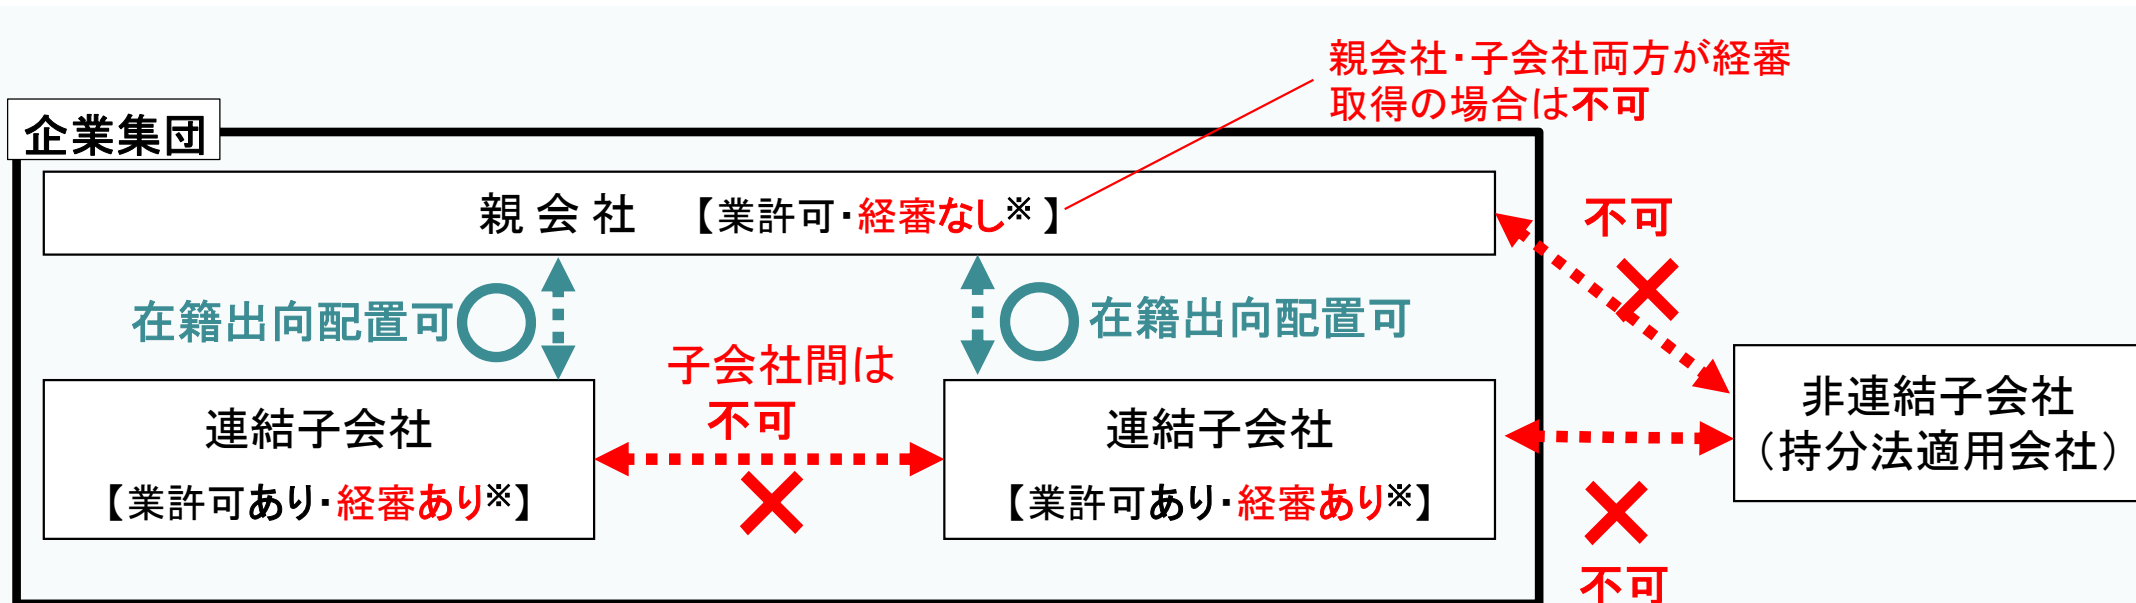 親会社・子会社両方が経審
取得の場合は不可
企業集団
親会社 【業許可・経審なし※】
不可
在籍出向配置可
在籍出向配置可
子会社間は
不可
連結子会社
【業許可あり・経審あり※】
連結子会社
【業許可あり・経審あり※】
非連結子会社
（持分法適用会社）
不可